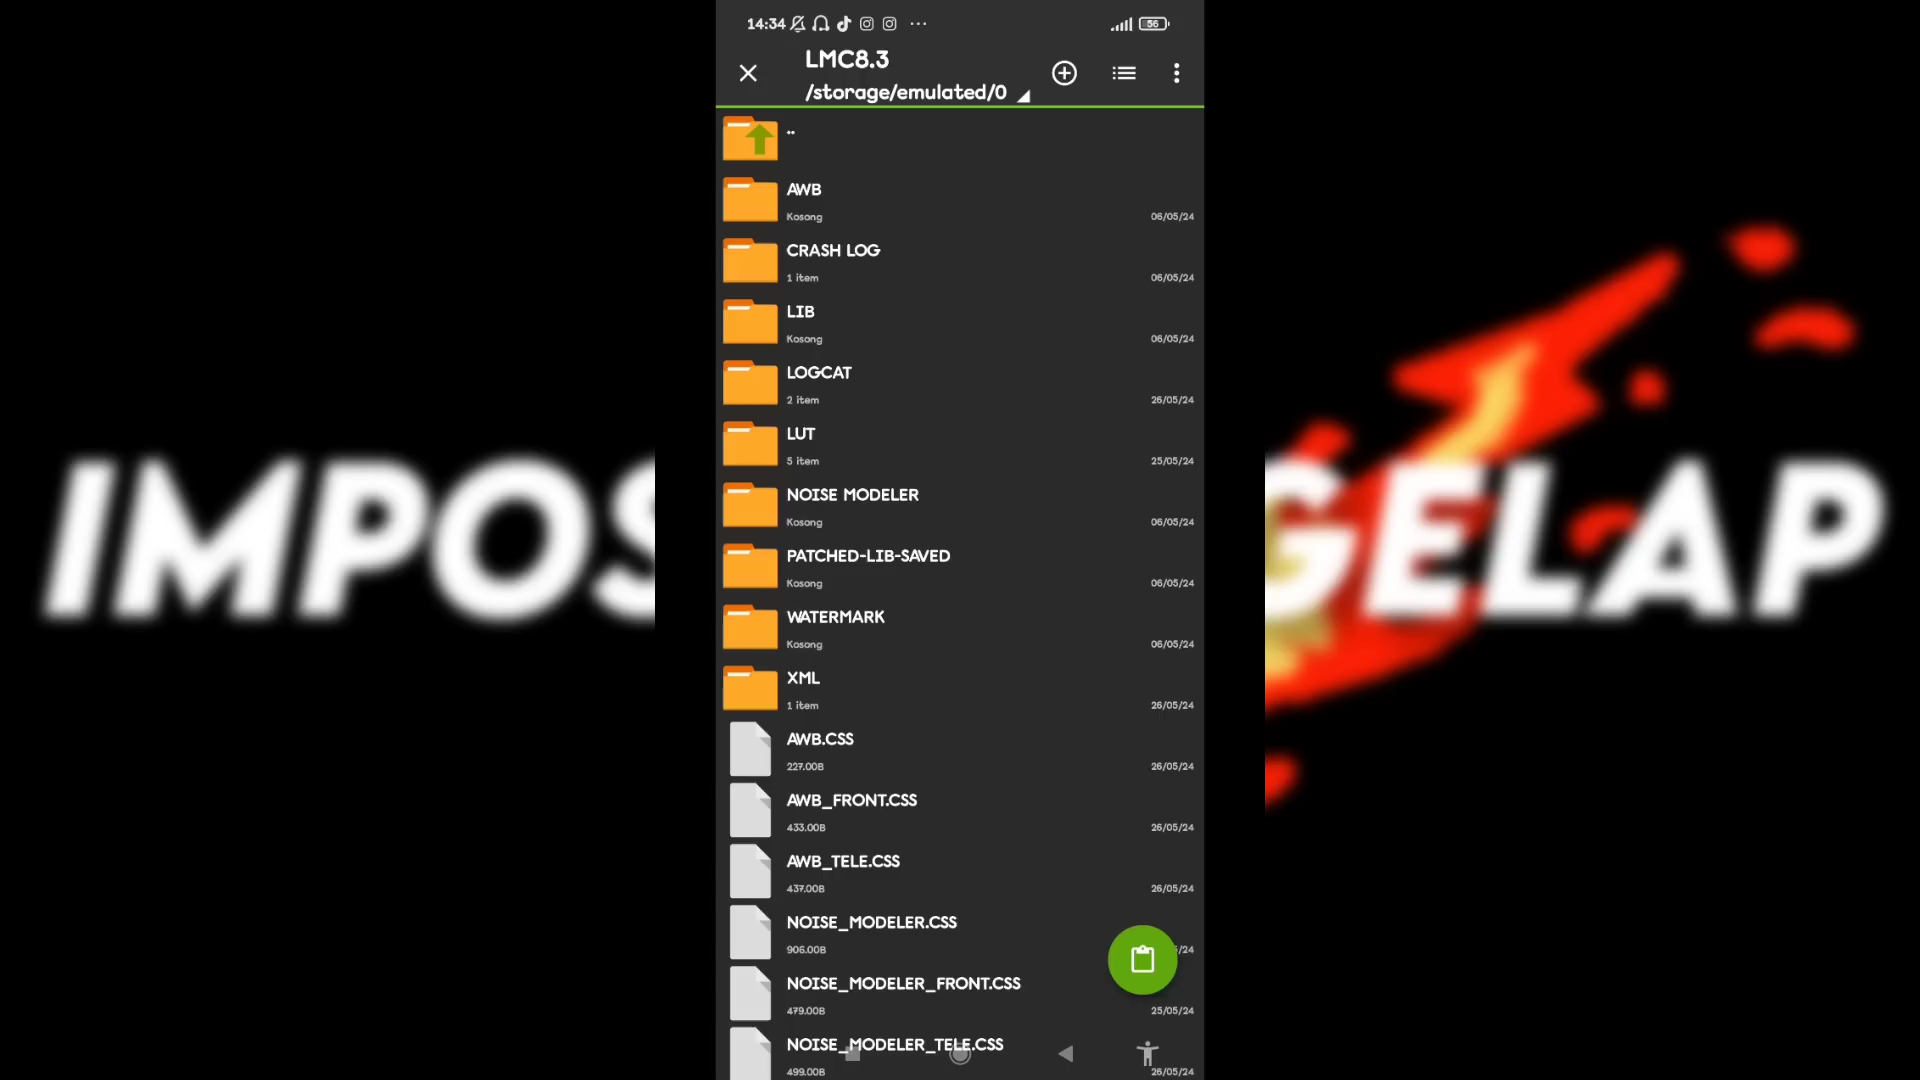 14:34
56
LMC8.3
/storage/emulated/0
..
AWB
Kosong
06/05/24
CRASH LOG
1 item
06/05/24
LIB
Kosong
06/05/24
LOGCAT
2 item
26/05/24
LUT
5 item
25/05/24
NOISE MODELER
Kosong
06/05/24
PATCHED-LIB-SAVED
Kosong
06/05/24
WATERMARK
Kosong
06/05/24
XML
1 item
26/05/24
AWB.CSS
227.00B
26/05/24
AWB_FRONT.CSS
433.00B
26/05/24
AWB_TELE.CSS
437.00B
26/05/24
NOISE_MODELER.CSS
906.00B
/24
NOISE_MODELER_FRONT.CSS
479.00B
25/05/24
NOISE_MODELER_TELE.CSS
499.00B
26/05/24
IMPOS
GELAP